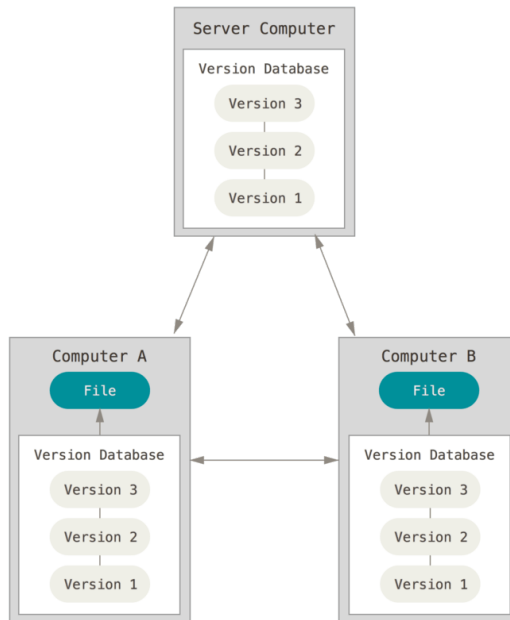 Server Computer
Version Database
Version 3
Version 2
Version 1
Computer A
File
Version Database
Version 3
Version 2
Version 1
Computer B
File
Version Database
Version 3
Version 2
Version 1